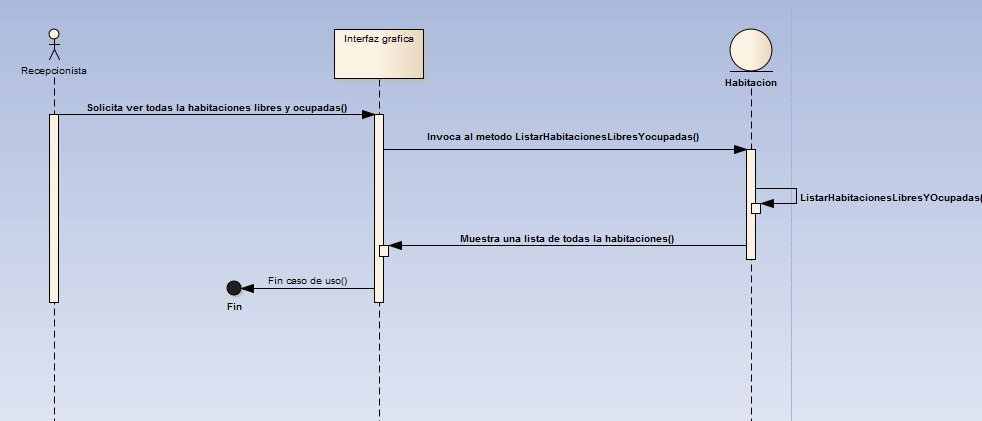 Recepcionista
Interfaz grafica
Habitacion
Solicita ver todas la habitaciones libres y ocupadas()
Invoca al metodo ListarHabitacionesLibresYocupadas()
ListarHabitacionesLibresYOcupadas(
Muestra una lista de todas la habitaciones()
Fin caso de uso()
Fin